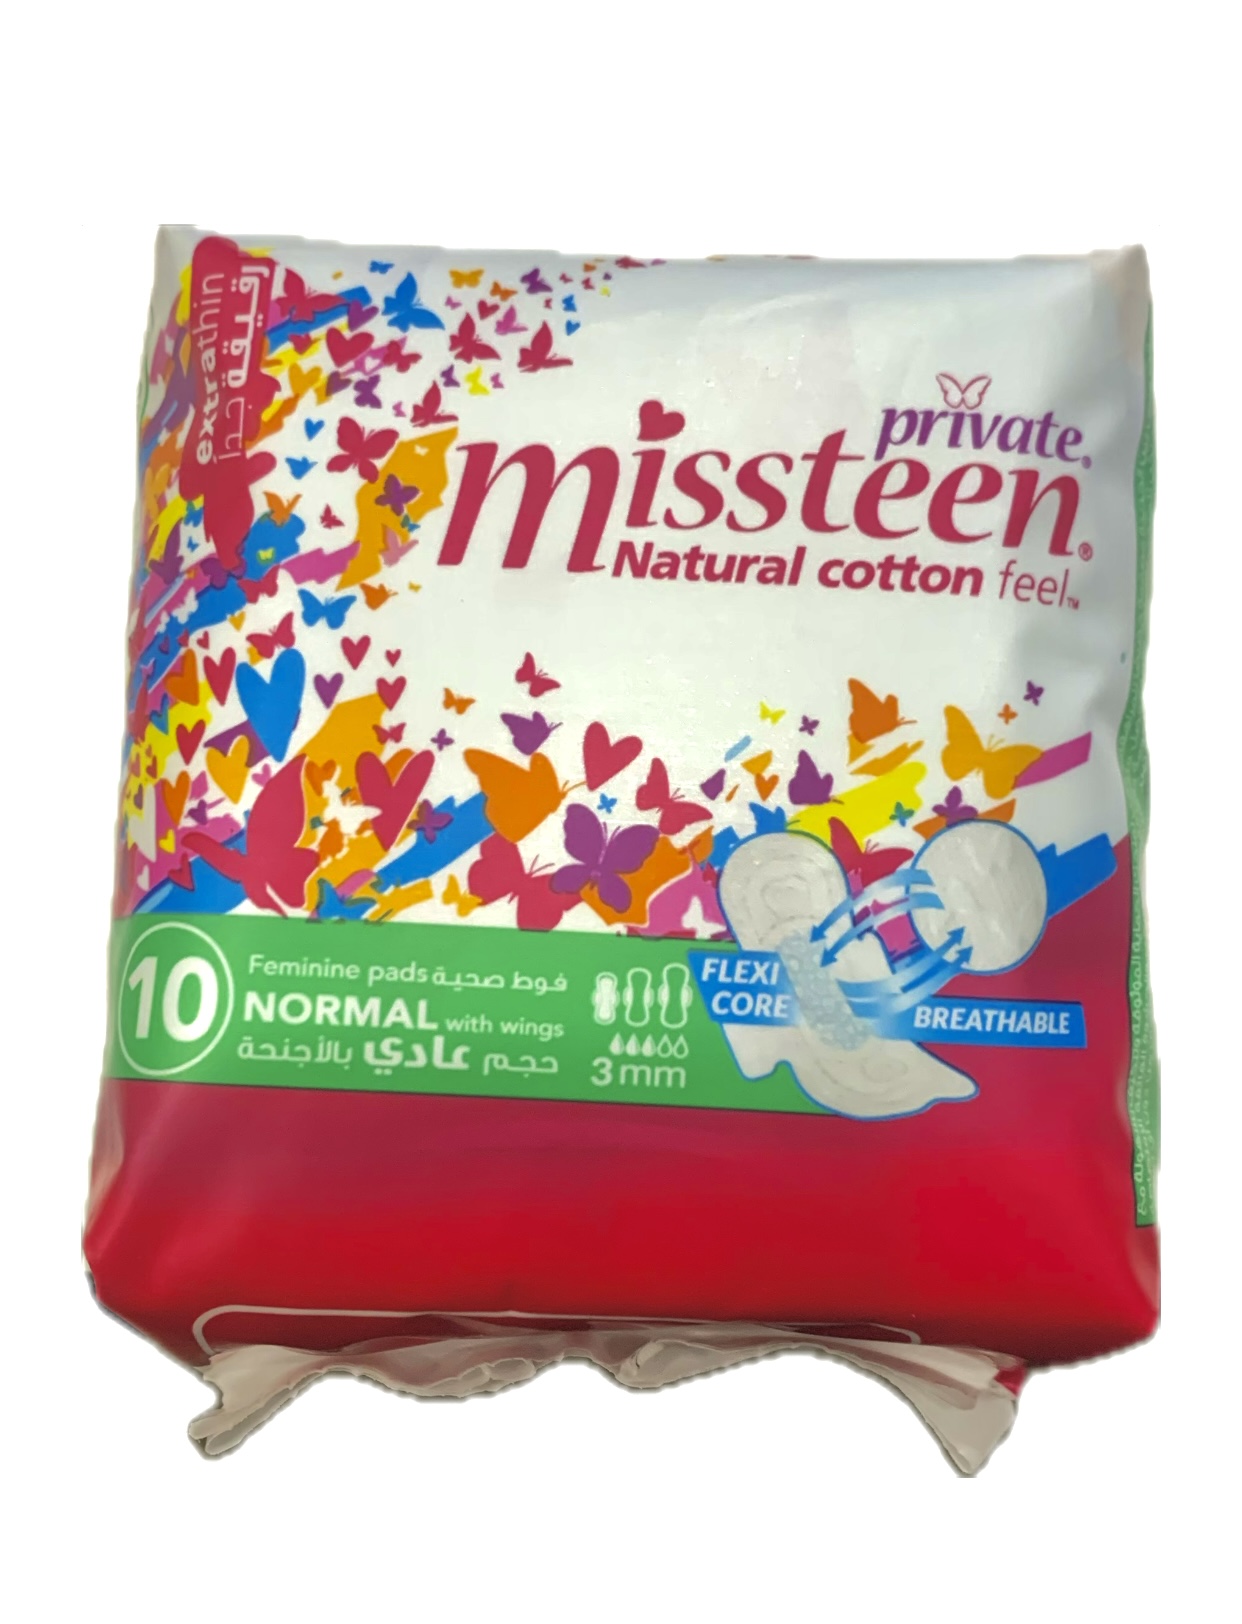 extrathin
رقيقة جداً
private®
missteen®
Natural cotton feel™
10
Feminine pads فوط صحية
NORMAL with wings
حجم عادي بالأجنحة
3mm
FLEXI
CORE
BREATHABLE